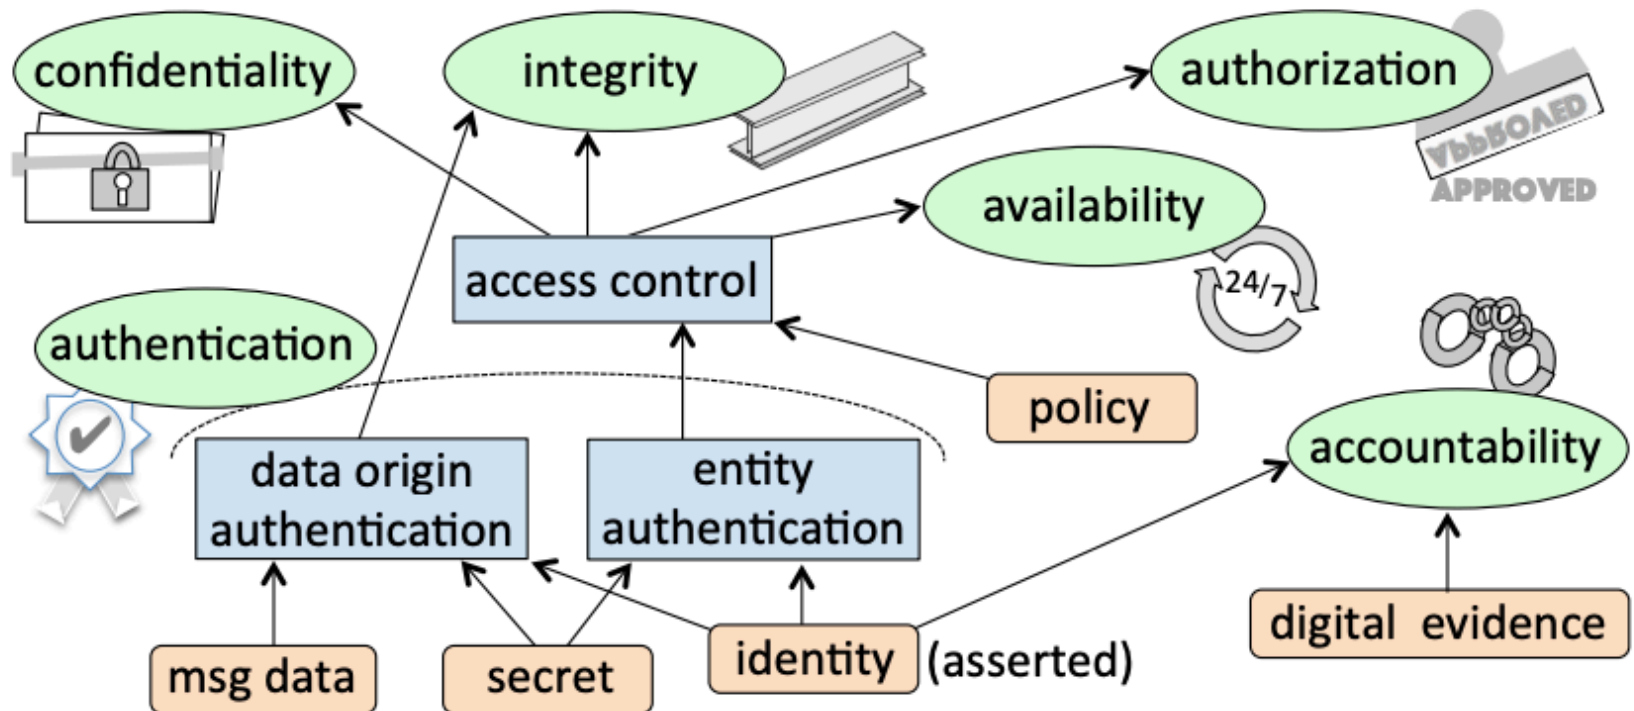 confidentiality
integrity
authorization
APPROVED
APPROVED
availability
24/7
access control
authentication
policy
accountability
data origin
authentication
entity
authentication
msg data
secret
identity (asserted)
digital evidence